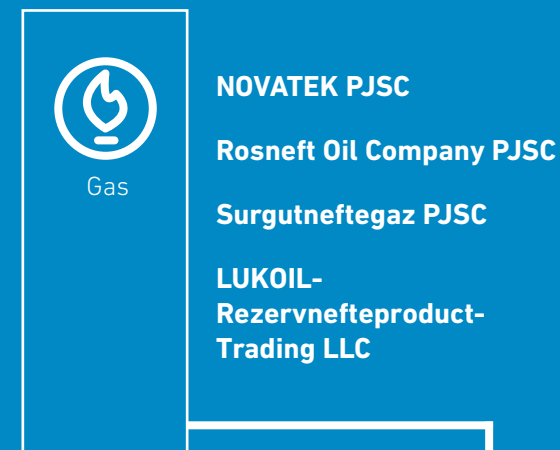 Gas
NOVATEK PJSC
Rosneft Oil Company PJSC
Surgutneftegaz PJSC
LUKOIL-
Rezervnefteproduct-
Trading LLC